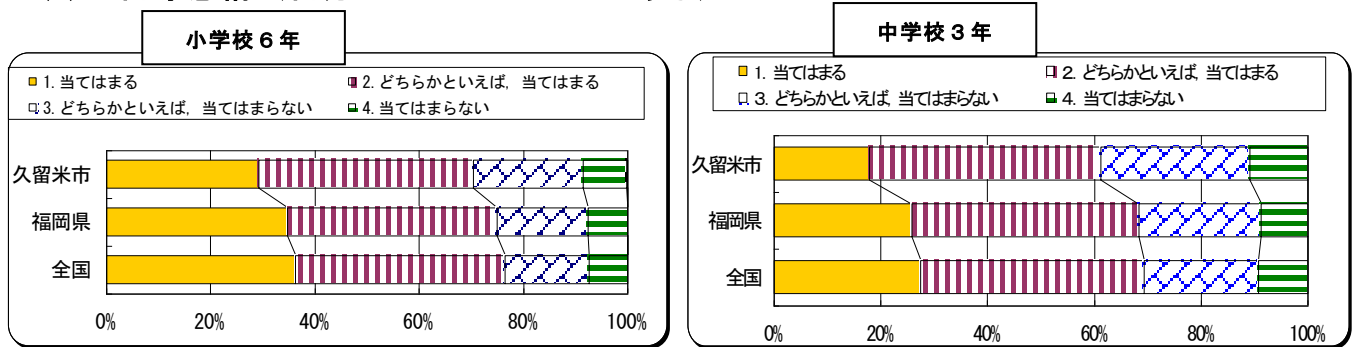 小学校6年
1. 当てはまる
2. どちらかといえば, 当てはまる
3. どちらかといえば, 当てはまらない
4. 当てはまらない
久留米市
福岡県
全国
0% 20% 40% 60% 80% 100%
中学校3年
1. 当てはまる
2. どちらかといえば, 当てはまる
3. どちらかといえば, 当てはまらない
4. 当てはまらない
久留米市
福岡県
全国
0% 20% 40% 60% 80% 100%